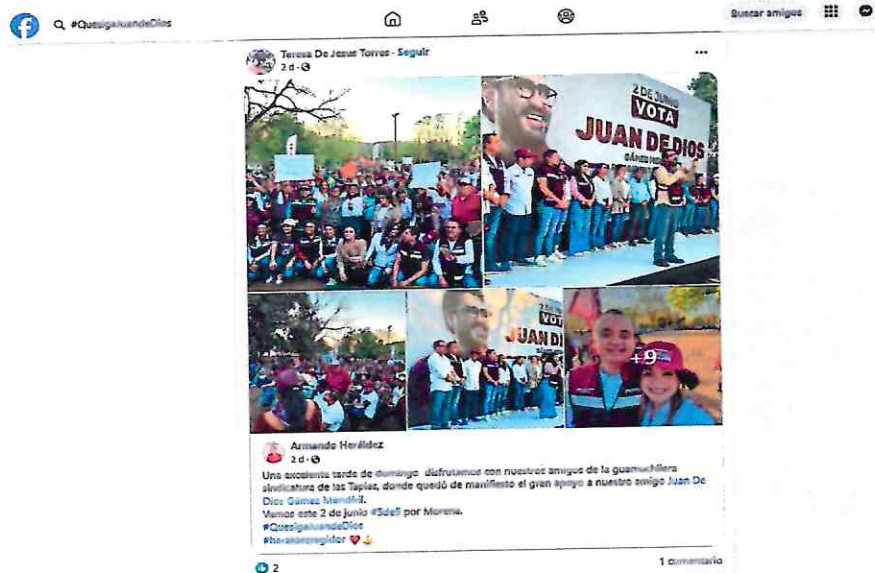 #QuesigaJuandeDios
Buscar amigos
Teresa De Jesus Torres · Seguir
2 d ·
2 DE JUNIO
VOTA
JUAN DE DIOS
GÁMEZ
VOT
JUAN DE
+9
Armando Heráldez
2 d ·
Una excelente tarde de domingo disfrutamos con nuestros amigos de la guamuchilera
sindicatura de las Tapias, donde quedó de manifiesto el gran apoyo a nuestro amigo Juan De
Dios Gámez Mendívil.
Vamos este 2 de junio #5de5 por Morena.
#QuesigaJuandeDios
2
1 comentario